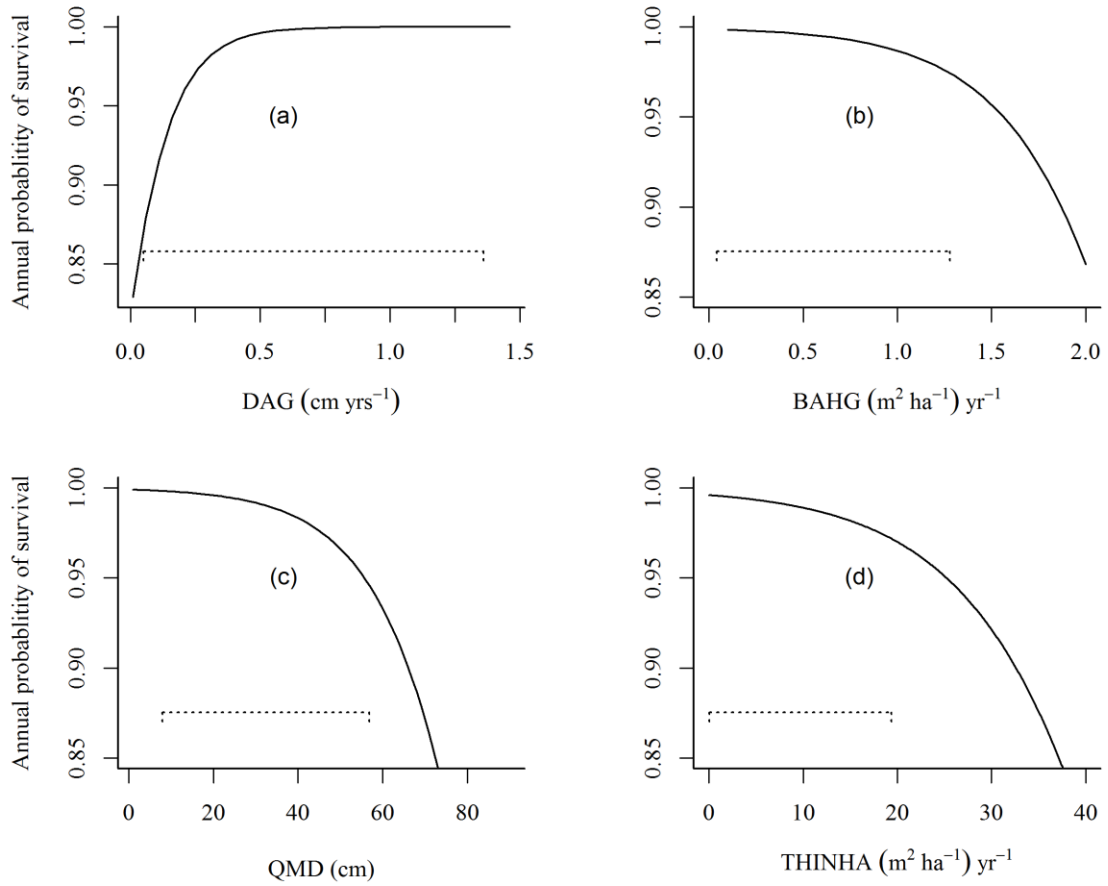 Annual probablitity of survival
1.00
0.95
0.90
0.85
(a)
0.0 0.5 1.0 1.5
DAG (cm yrs⁻¹)
1.00
0.95
0.90
0.85
(b)
0.0 0.5 1.0 1.5 2.0
BAHG (m² ha⁻¹) yr⁻¹
Annual probablitity of survival
1.00
0.95
0.90
0.85
(c)
0 20 40 60 80
QMD (cm)
1.00
0.95
0.90
0.85
(d)
0 10 20 30 40
THINHA (m² ha⁻¹) yr⁻¹